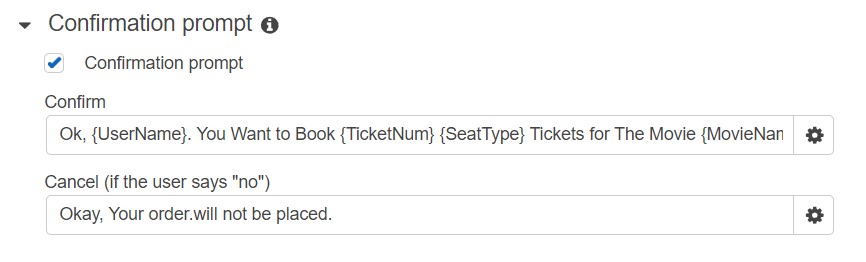 Confirmation prompt
Confirmation prompt
Confirm
Ok, {UserName}. You Want to Book {TicketNum} {SeatType} Tickets for The Movie {MovieNam
Cancel (if the user says "no")
Okay, Your order.will not be placed.